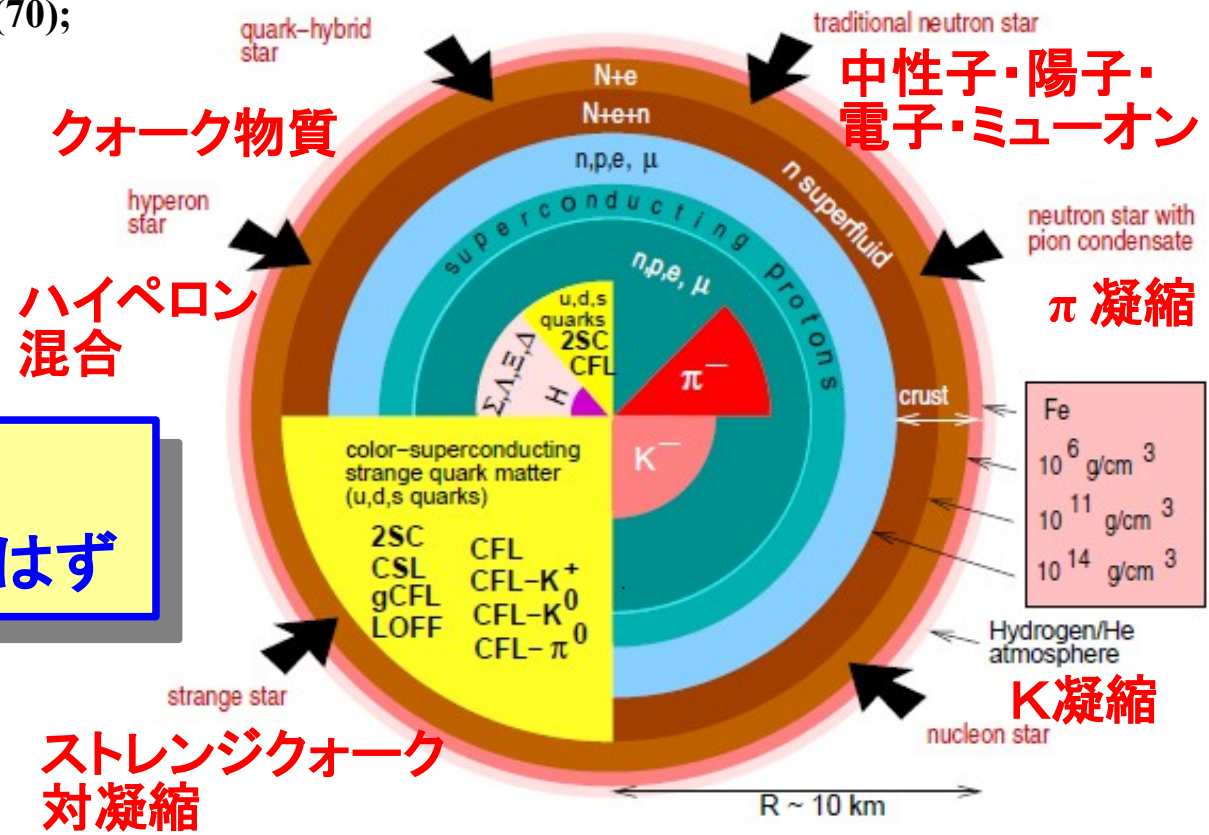 (70);
quark-hybrid
star
traditional neutron star
中性子・陽子・
電子・ミューオン
クォーク物質
N+e
N+e+n
n,p,e, μ
n superfluid
hyperon
star
neutron star with
pion condensate
superconducting protons
n,p,e, μ
ハイペロン
混合
π 凝縮
u,d,s
quarks
2SC
CFL
Σ,Λ,Ξ,Δ
H
π⁻
K⁻
crust
Fe
10⁶ g/cm³
10¹¹ g/cm³
10¹⁴ g/cm³
はず
color-superconducting
strange quark matter
(u,d,s quarks)
2SC
CSL
gCFL
LOFF
CFL
CFL-K⁺
CFL-K⁰
CFL-π⁰
Hydrogen/He
atmosphere
strange star
K凝縮
nucleon star
ストレンジクォーク
対凝縮
R ~ 10 km